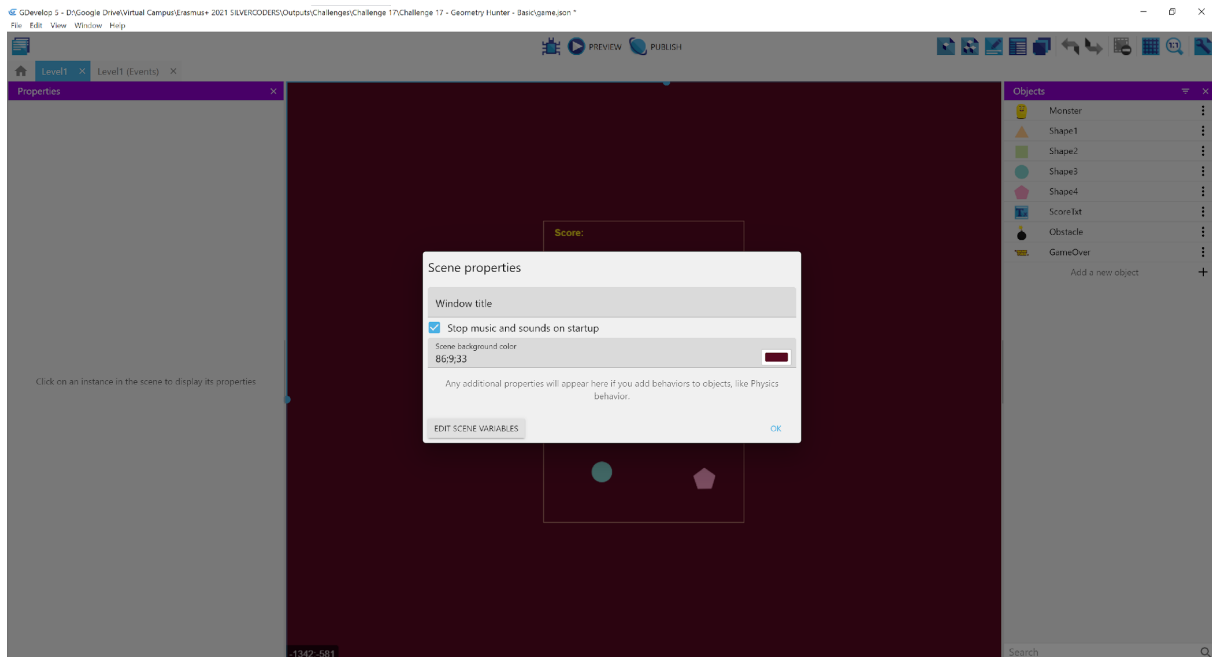 GDevelop 5 - D:\Google Drive\Virtual Campus\Erasmus+ 2021 SILVERCODERS\Outputs\Challenges\Challenge 17\Challenge 17 - Geometry Hunter - Basic\game.json *
File Edit View Window Help
PREVIEW PUBLISH
Level1 × Level1 (Events) ×
Properties
Objects
Monster
Shape1
Shape2
Shape3
Shape4
ScoreTxt
Obstacle
GameOver
Add a new object
Score:
Scene properties
Window title
Stop music and sounds on startup
Scene background color
86;9;33
Any additional properties will appear here if you add behaviors to objects, like Physics
behavior.
EDIT SCENE VARIABLES OK
Click on an instance in the scene to display its properties
-1342;-581
Search